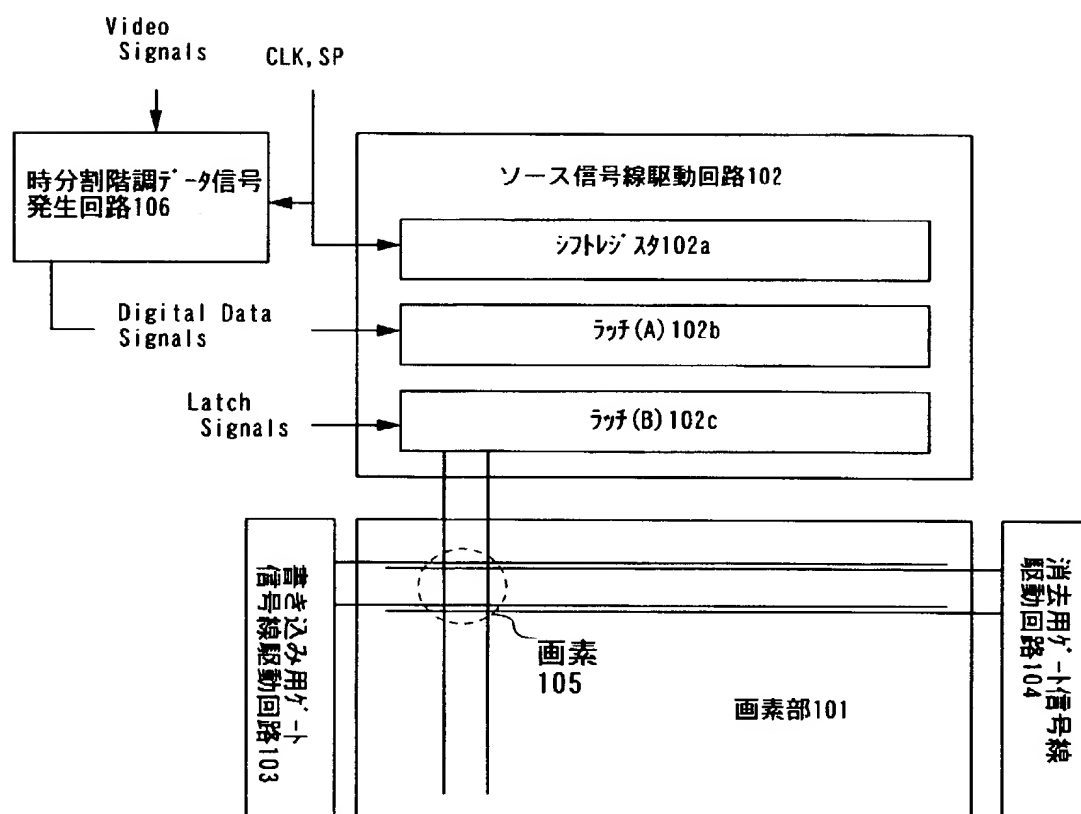 Video
Signals
CLK,SP
時分割階調データ信号
発生回路106
ソース信号線駆動回路102
シフトレジスタ102a
Digital Data
Signals
ラッチ(A)102b
Latch
Signals
ラッチ(B)102c
書き込み用ゲート
信号線駆動回路103
消去用ゲート信号線
駆動回路104
画素
105
画素部101